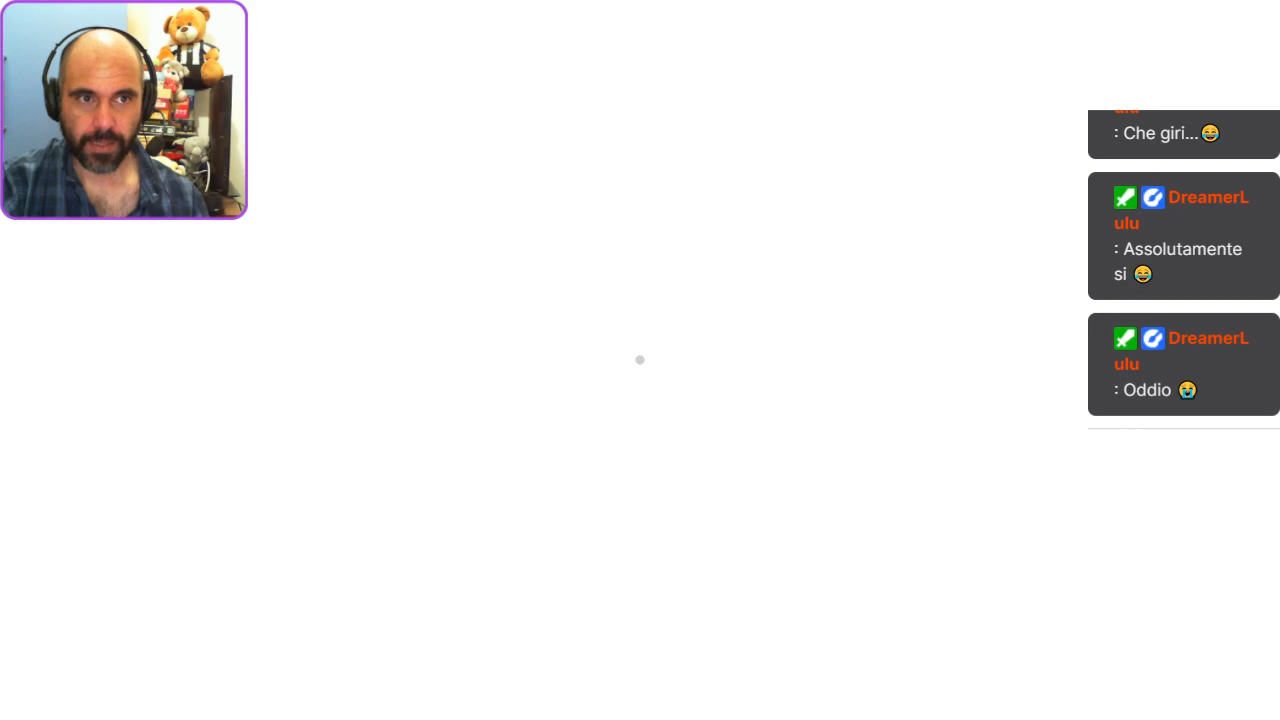 : Che giri...😂
DreamerL
ulu
: Assolutamente
si 😂
DreamerL
ulu
: Oddio 😭